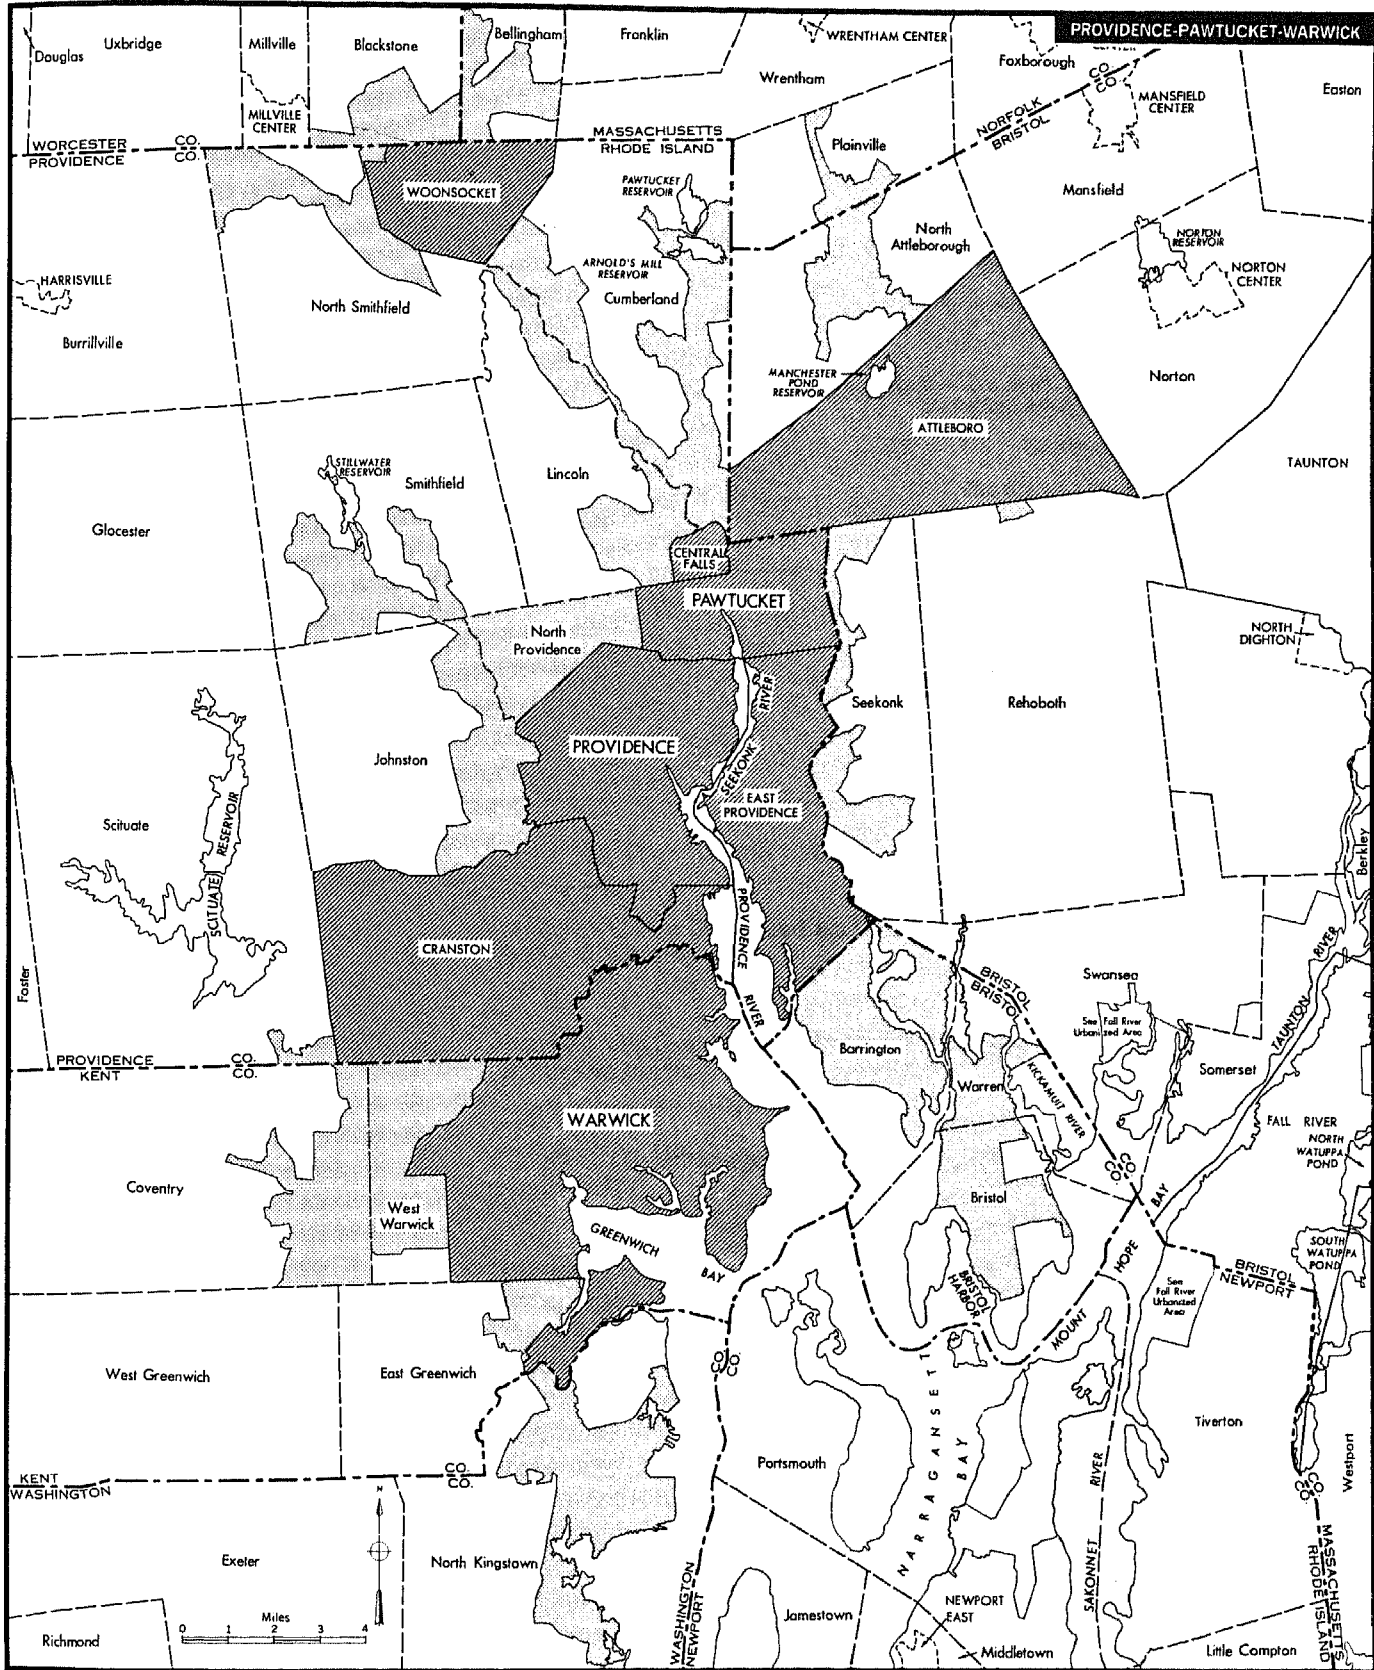 PROVIDENCE-PAWTUCKET-WARWICK
Douglas
Uxbridge
Millville
Blackstone
Bellingham
Franklin
WRENTHAM CENTER
Wrentham
Foxborough
CO.
CO.
MANSFIELD
CENTER
Easton
MILLVILLE
CENTER
WORCESTER
PROVIDENCE
CO.
CO.
MASSACHUSETTS
RHODE ISLAND
NORFOLK
BRISTOL
Plainville
WOONSOCKET
PAWTUCKET
RESERVOIR
Mansfield
North
Attleborough
NORTON
RESERVOIR
ARNOLD'S MILL
RESERVOIR
Cumberland
NORTON
CENTER
HARRISVILLE
North Smithfield
Burrillville
MANCHESTER
POND
RESERVOIR
Norton
ATTLEBORO
STILLWATER
RESERVOIR
Smithfield
Lincoln
TAUNTON
Glocester
CENTRAL
FALLS
PAWTUCKET
North
Providence
NORTH
DIGHTON
SEEKONK
RIVER
Seekonk
Rehoboth
PROVIDENCE
Johnston
EAST
PROVIDENCE
Scituate
SCITUATE
RESERVOIR
Berkley
CRANSTON
PROVIDENCE
RIVER
Foster
BRISTOL
BRISTOL
Swansea
TAUNTON
RIVER
See Fall River
Urbanized Area
Barrington
PROVIDENCE
KENT
CO.
CO.
Warren
KICKAMUIT RIVER
Somerset
WARWICK
FALL RIVER
NORTH
WATUPPA
POND
CO.
CO.
Coventry
West
Warwick
Bristol
GREENWICH
BAY
MOUNT
HOPE
BAY
SOUTH
WATUPPA
POND
BRISTOL
NEWPORT
BRISTOL
HARBOR
See
Fall River
Urbanized
Area
CO.
CO.
West Greenwich
East Greenwich
Tiverton
Westport
Portsmouth
NARRAGANSETT
BAY
KENT
WASHINGTON
CO.
CO.
CO.
CO.
SAKONNET
RIVER
MASSACHUSETTS
RHODE ISLAND
N
Exeter
North Kingstown
WASHINGTON
NEWPORT
Jamestown
NEWPORT
EAST
Middletown
Little Compton
Richmond
Miles
0 1 2 3 4